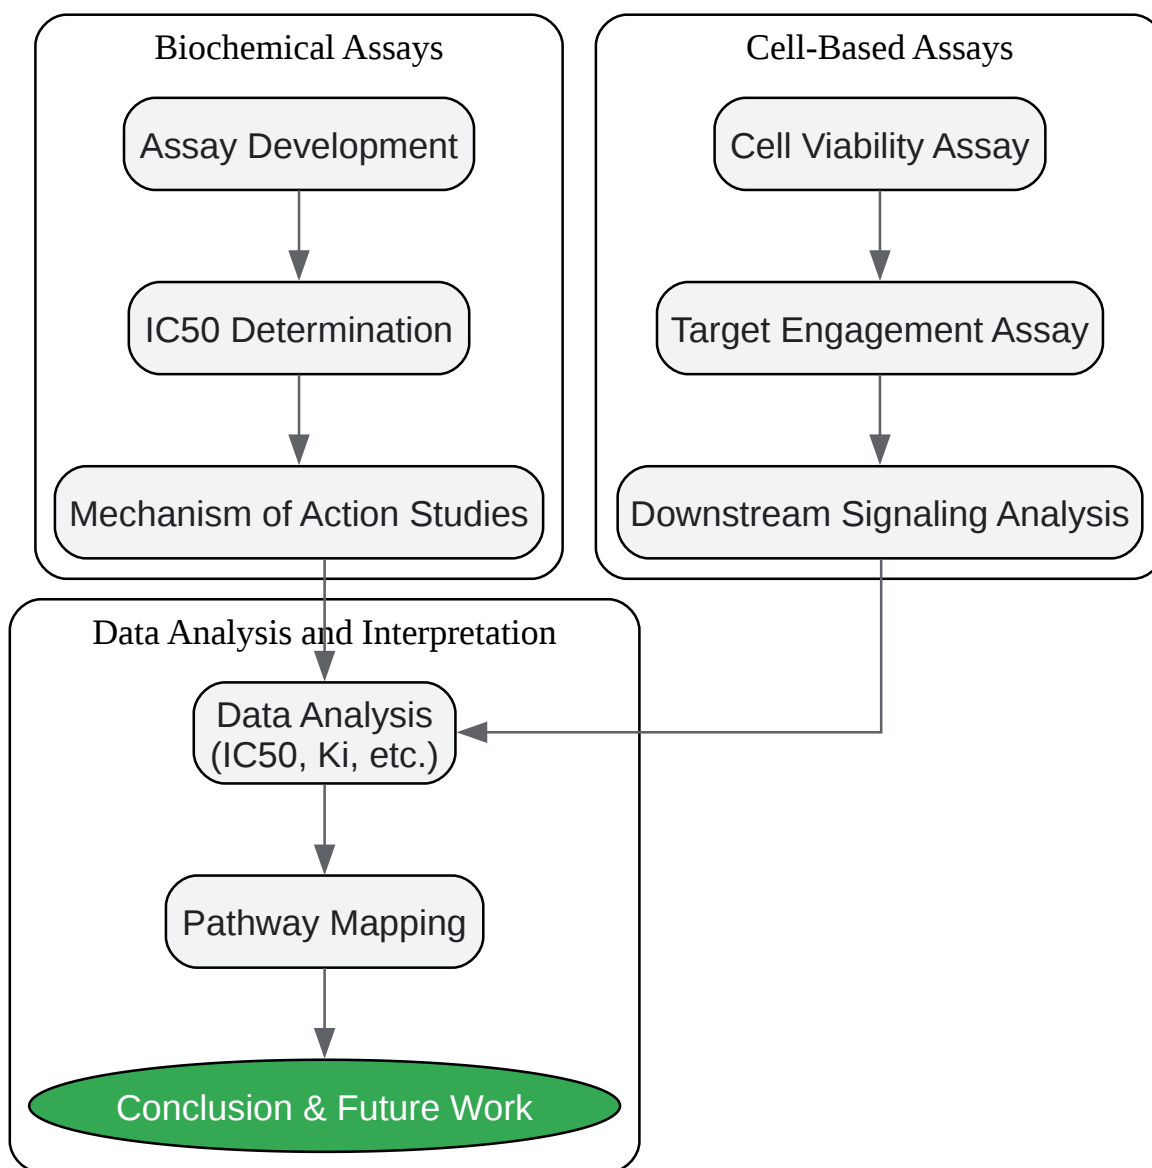 Biochemical Assays
Assay Development
IC50 Determination
Mechanism of Action Studies
Cell-Based Assays
Cell Viability Assay
Target Engagement Assay
Downstream Signaling Analysis
Data Analysis and Interpretation
Data Analysis
(IC50, Ki, etc.)
Pathway Mapping
Conclusion & Future Work